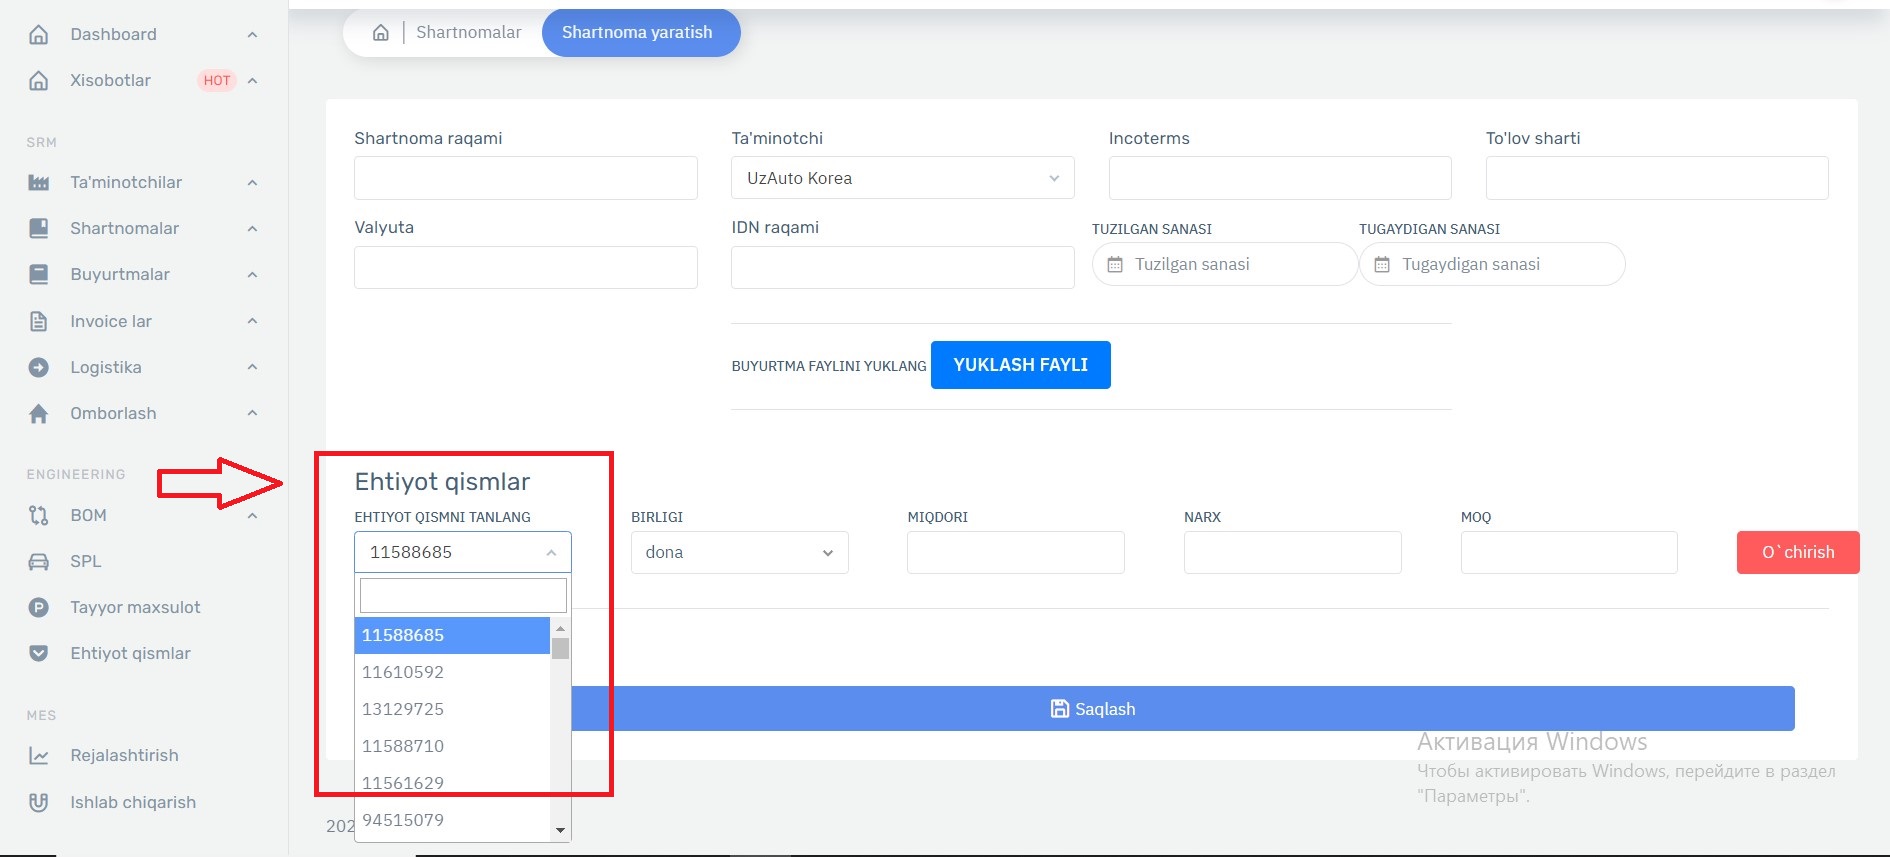 Dashboard
Xisobotlar HOT
SRM
Ta'minotchilar
Shartnomalar
Buyurtmalar
Invoice lar
Logistika
Omborlash
ENGINEERING
BOM
SPL
Tayyor maxsulot
Ehtiyot qismlar
MES
Rejalashtirish
Ishlab chiqarish
Shartnomalar Shartnoma yaratish
Shartnoma raqami Ta'minotchi Incoterms To'lov sharti
UzAuto Korea
Valyuta IDN raqami TUZILGAN SANASI TUGAYDIGAN SANASI
Tuzilgan sanasi Tugaydigan sanasi
BUYURTMA FAYLINI YUKLANG YUKLASH FAYLI
Ehtiyot qismlar
EHTIYOT QISMNI TANLANG BIRLIGI MIQDORI NARX MOQ
11588685 dona O`chirish
11588685
11610592
13129725
11588710
11561629
94515079
Saqlash
Активация Windows
Чтобы активировать Windows, перейдите в раздел
"Параметры".